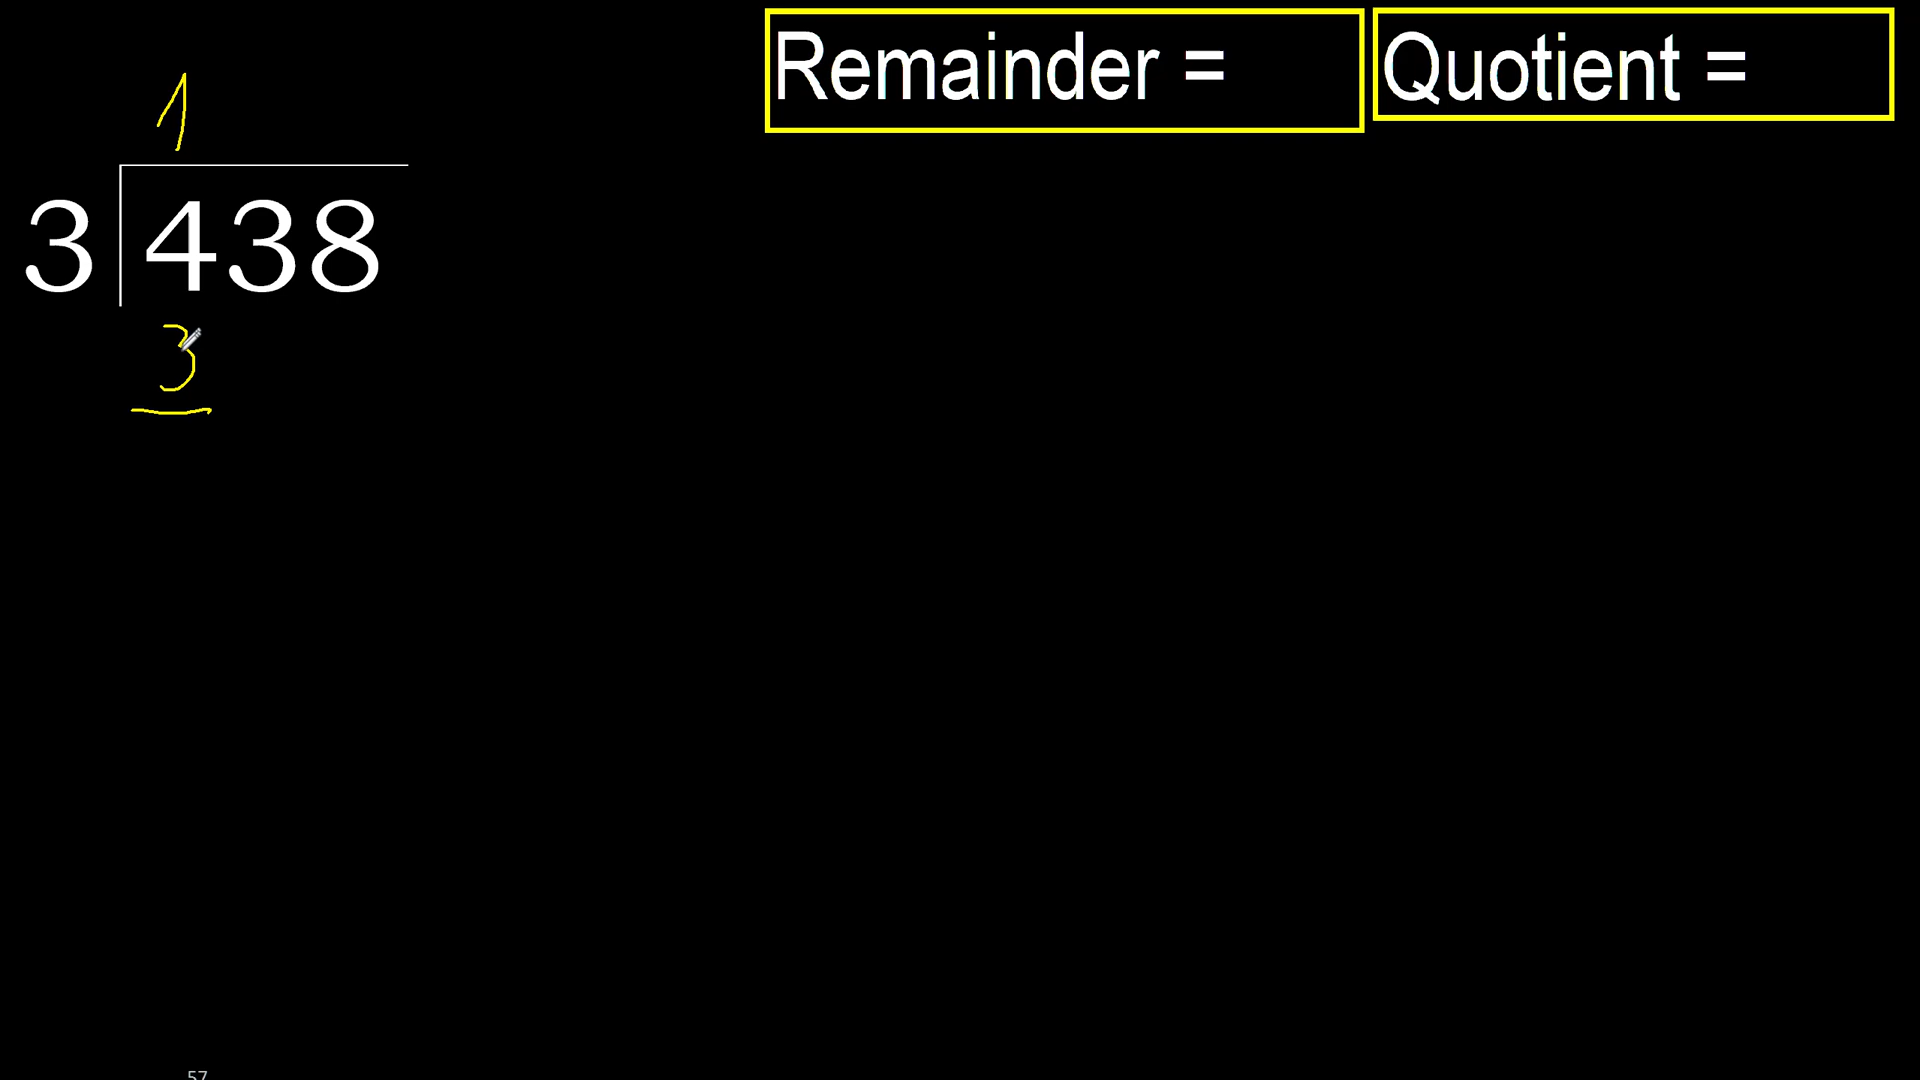 Remainder = Quotient =
1
3 438
3
57